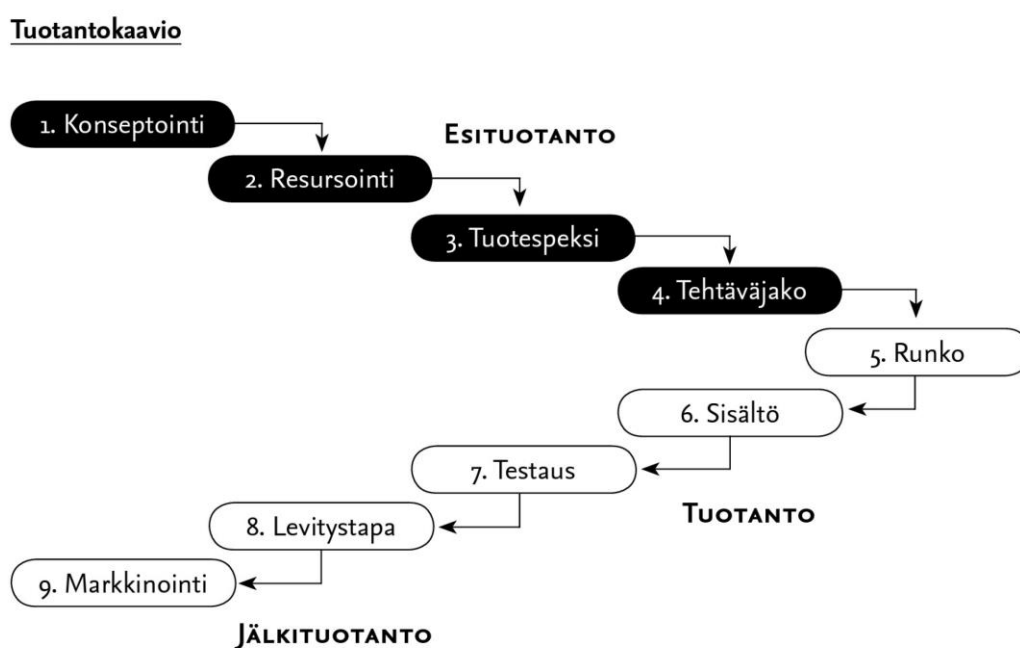 Tuotantokaavio
1. Konseptointi
ESITUOTANTO
2. Resursointi
3. Tuotespeksi
4. Tehtäväjako
5. Runko
6. Sisältö
7. Testaus
TUOTANTO
8. Levitystapa
9. Markkinointi
JÄLKITUOTANTO